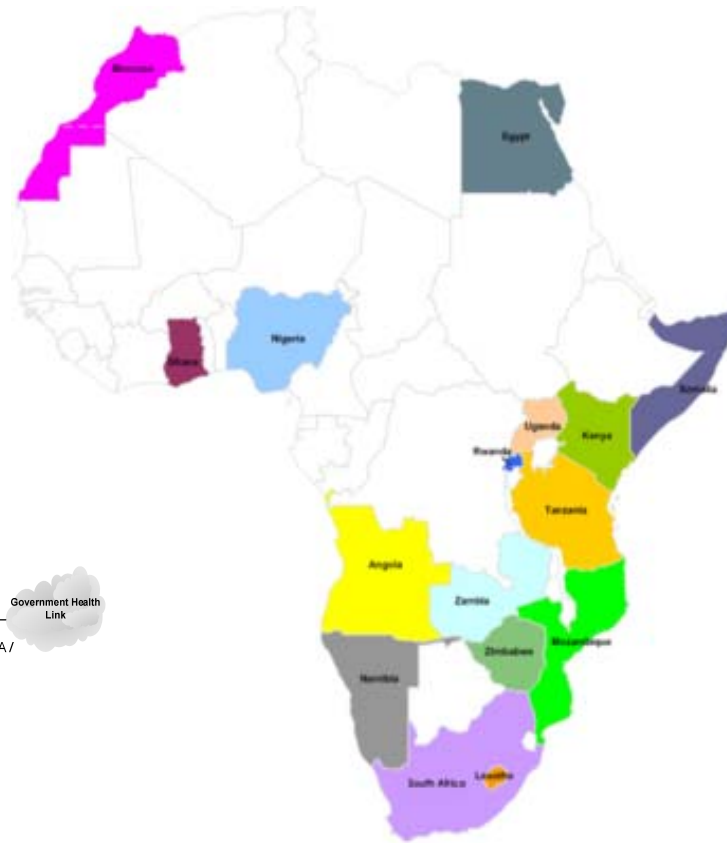 Morocco
Egypt
Nigeria
Ghana
Somalia
Uganda
Kenya
Rwanda
Tanzania
Angola
Government Health
Link
Zambia
A /
Mozambique
Zimbabwe
Namibia
South Africa
Lesotho